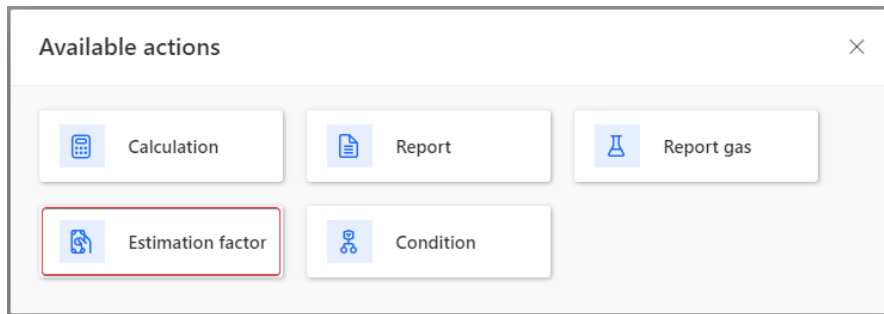 Available actions
Calculation
Report
Report gas
Estimation factor
Condition